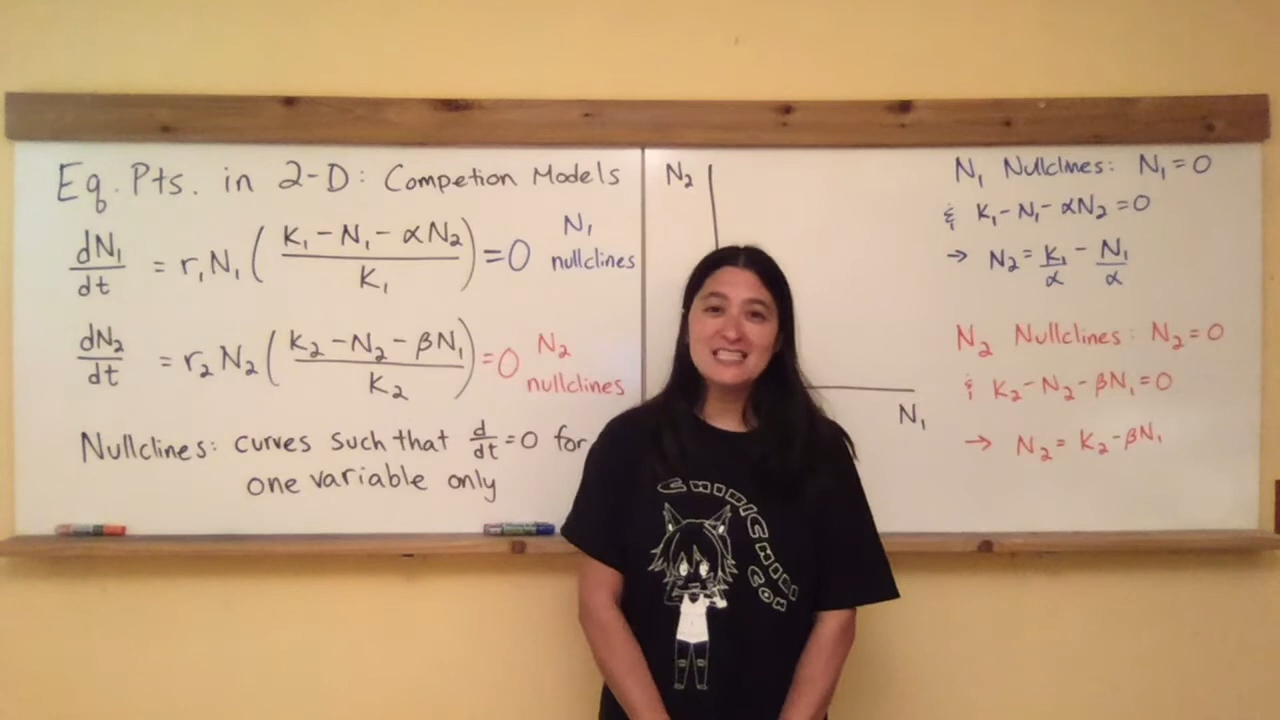 Eq. Pts. in 2-D: Competion Models
dN₁/dt = r₁N₁((K₁-N₁-αN₂)/K₁) = 0 N₁ nullclines
dN₂/dt = r₂N₂((K₂-N₂-βN₁)/K₂) = 0 N₂ nullclines
Nullclines: curves such that d/dt=0 for
one variable only
N₂
N₁
N₁ Nullclines: N₁=0
& K₁-N₁-αN₂=0
→ N₂=K₁/α - N₁/α
N₂ Nullclines: N₂=0
& K₂-N₂-βN₁=0
→ N₂=K₂-βN₁
CHIBICHIBI
CON